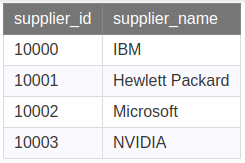 supplier_id supplier_name
10000 IBM
10001 Hewlett Packard
10002 Microsoft
10003 NVIDIA